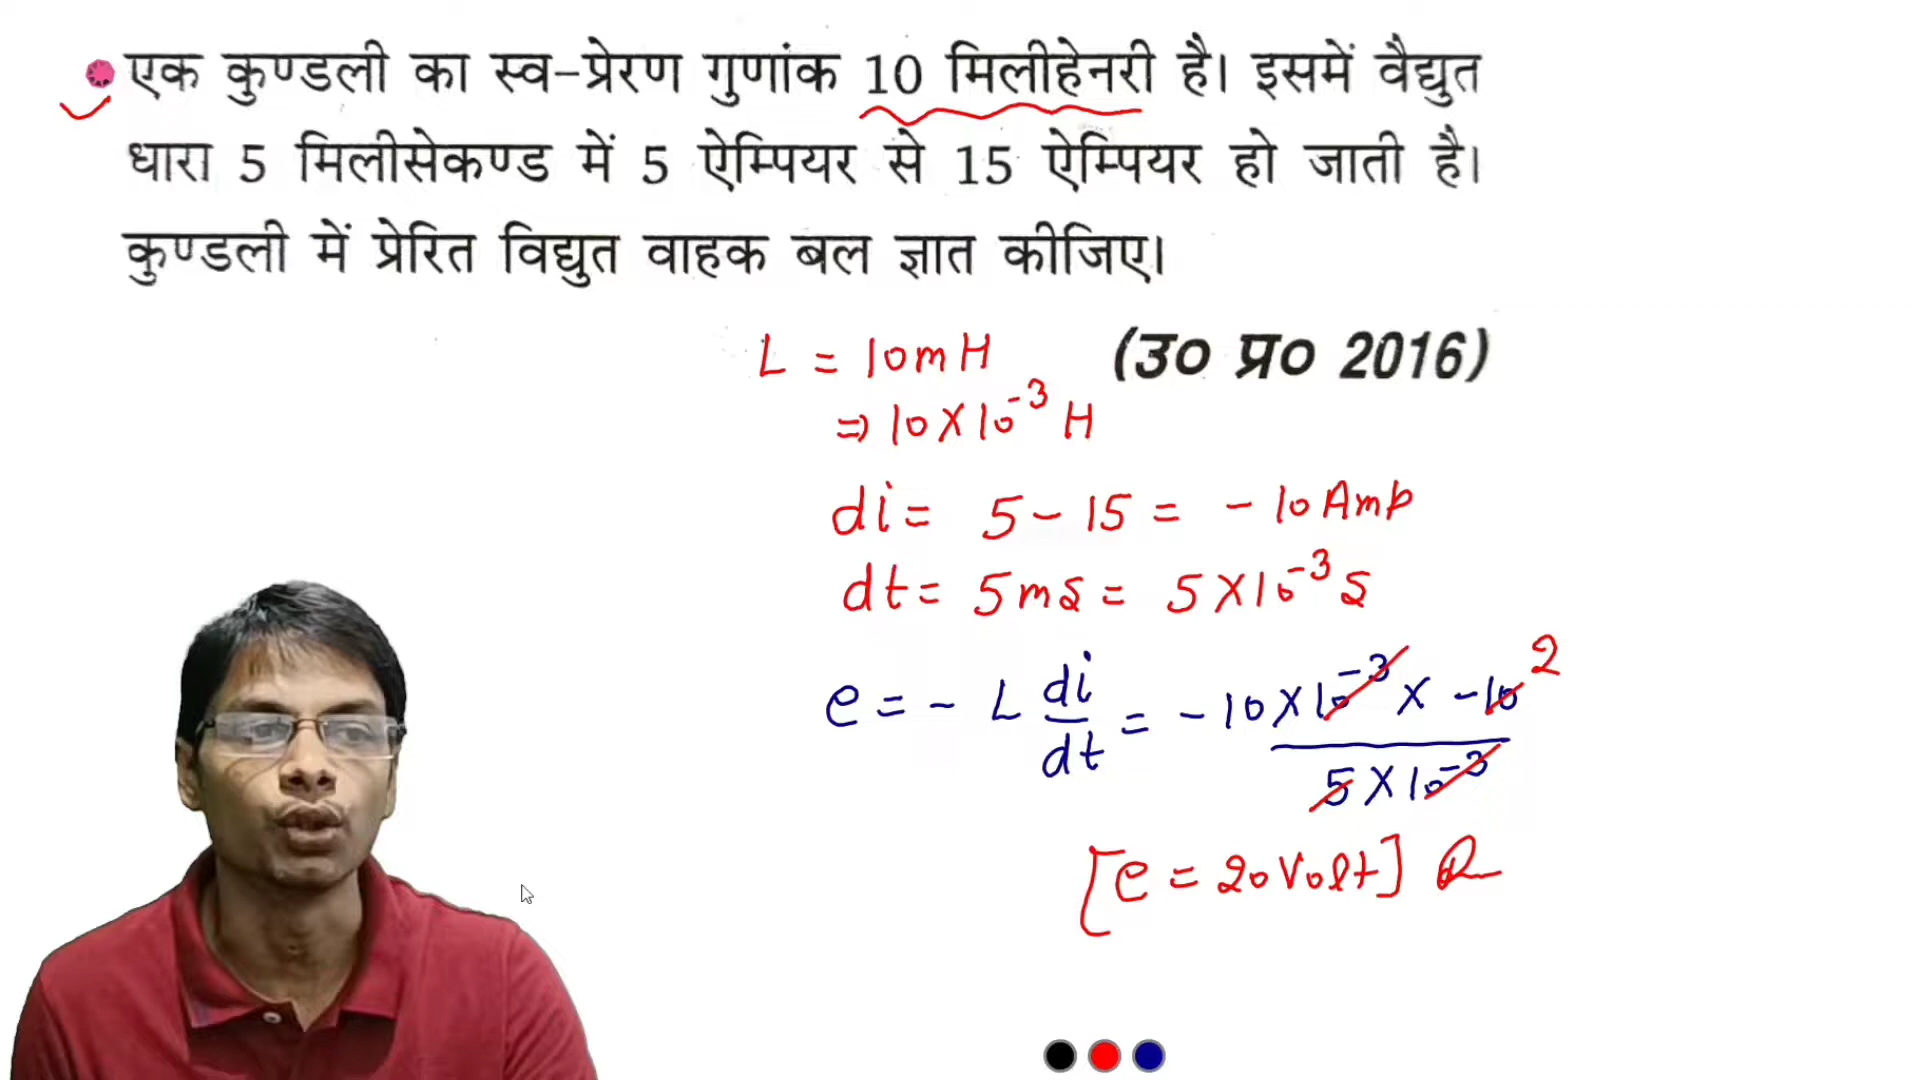 एक कुण्डली का स्व-प्रेरण गुणांक 10 मिलीहेनरी है। इसमें वैद्युत
धारा 5 मिलीसेकण्ड में 5 ऐम्पियर से 15 ऐम्पियर हो जाती है।
कुण्डली में प्रेरित विद्युत वाहक बल ज्ञात कीजिए।
(उ० प्र० 2016)
L = 10mH
⇒ 10×10⁻³ H
di = 5 - 15 = - 10 Amp
dt = 5ms = 5×10⁻³ s
e = - L di/dt = - 10×10⁻³ × -10 2 / 5×10⁻³
[e = 20 Volt]